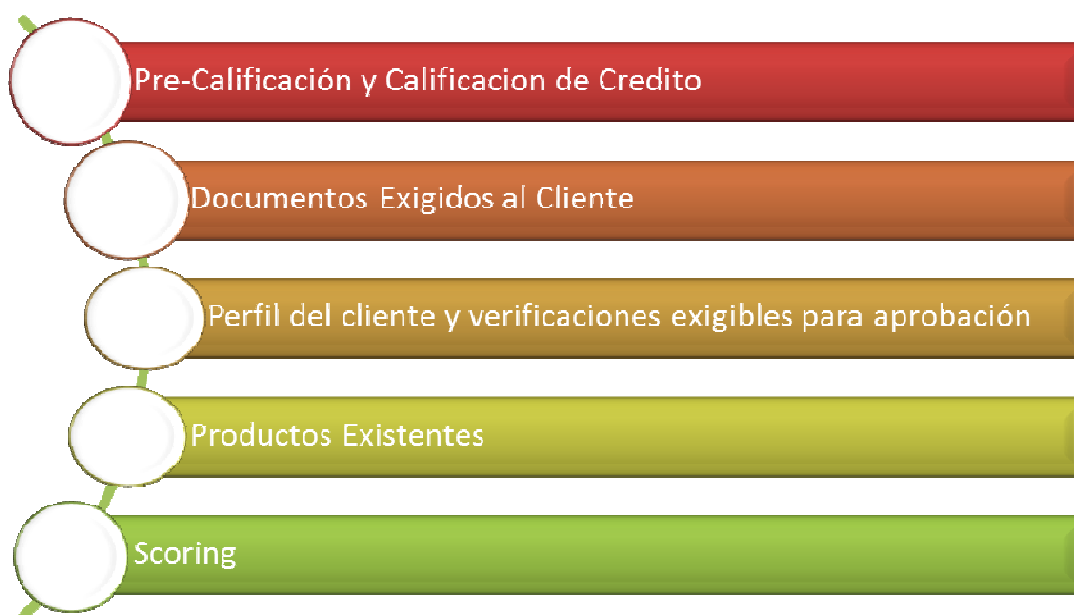 Pre-Calificación y Calificacion de Credito
Documentos Exigidos al Cliente
Perfil del cliente y verificaciones exigibles para aprobación
Productos Existentes
Scoring